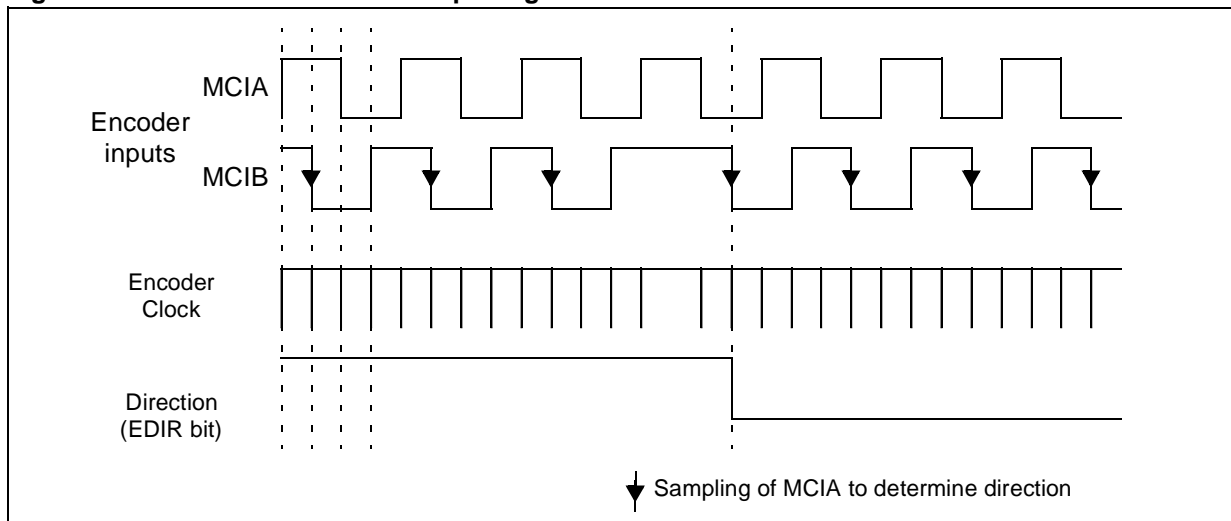 MCIA
Encoder
inputs
MCIB
Encoder
Clock
Direction
(EDIR bit)
Sampling of MCIA to determine direction